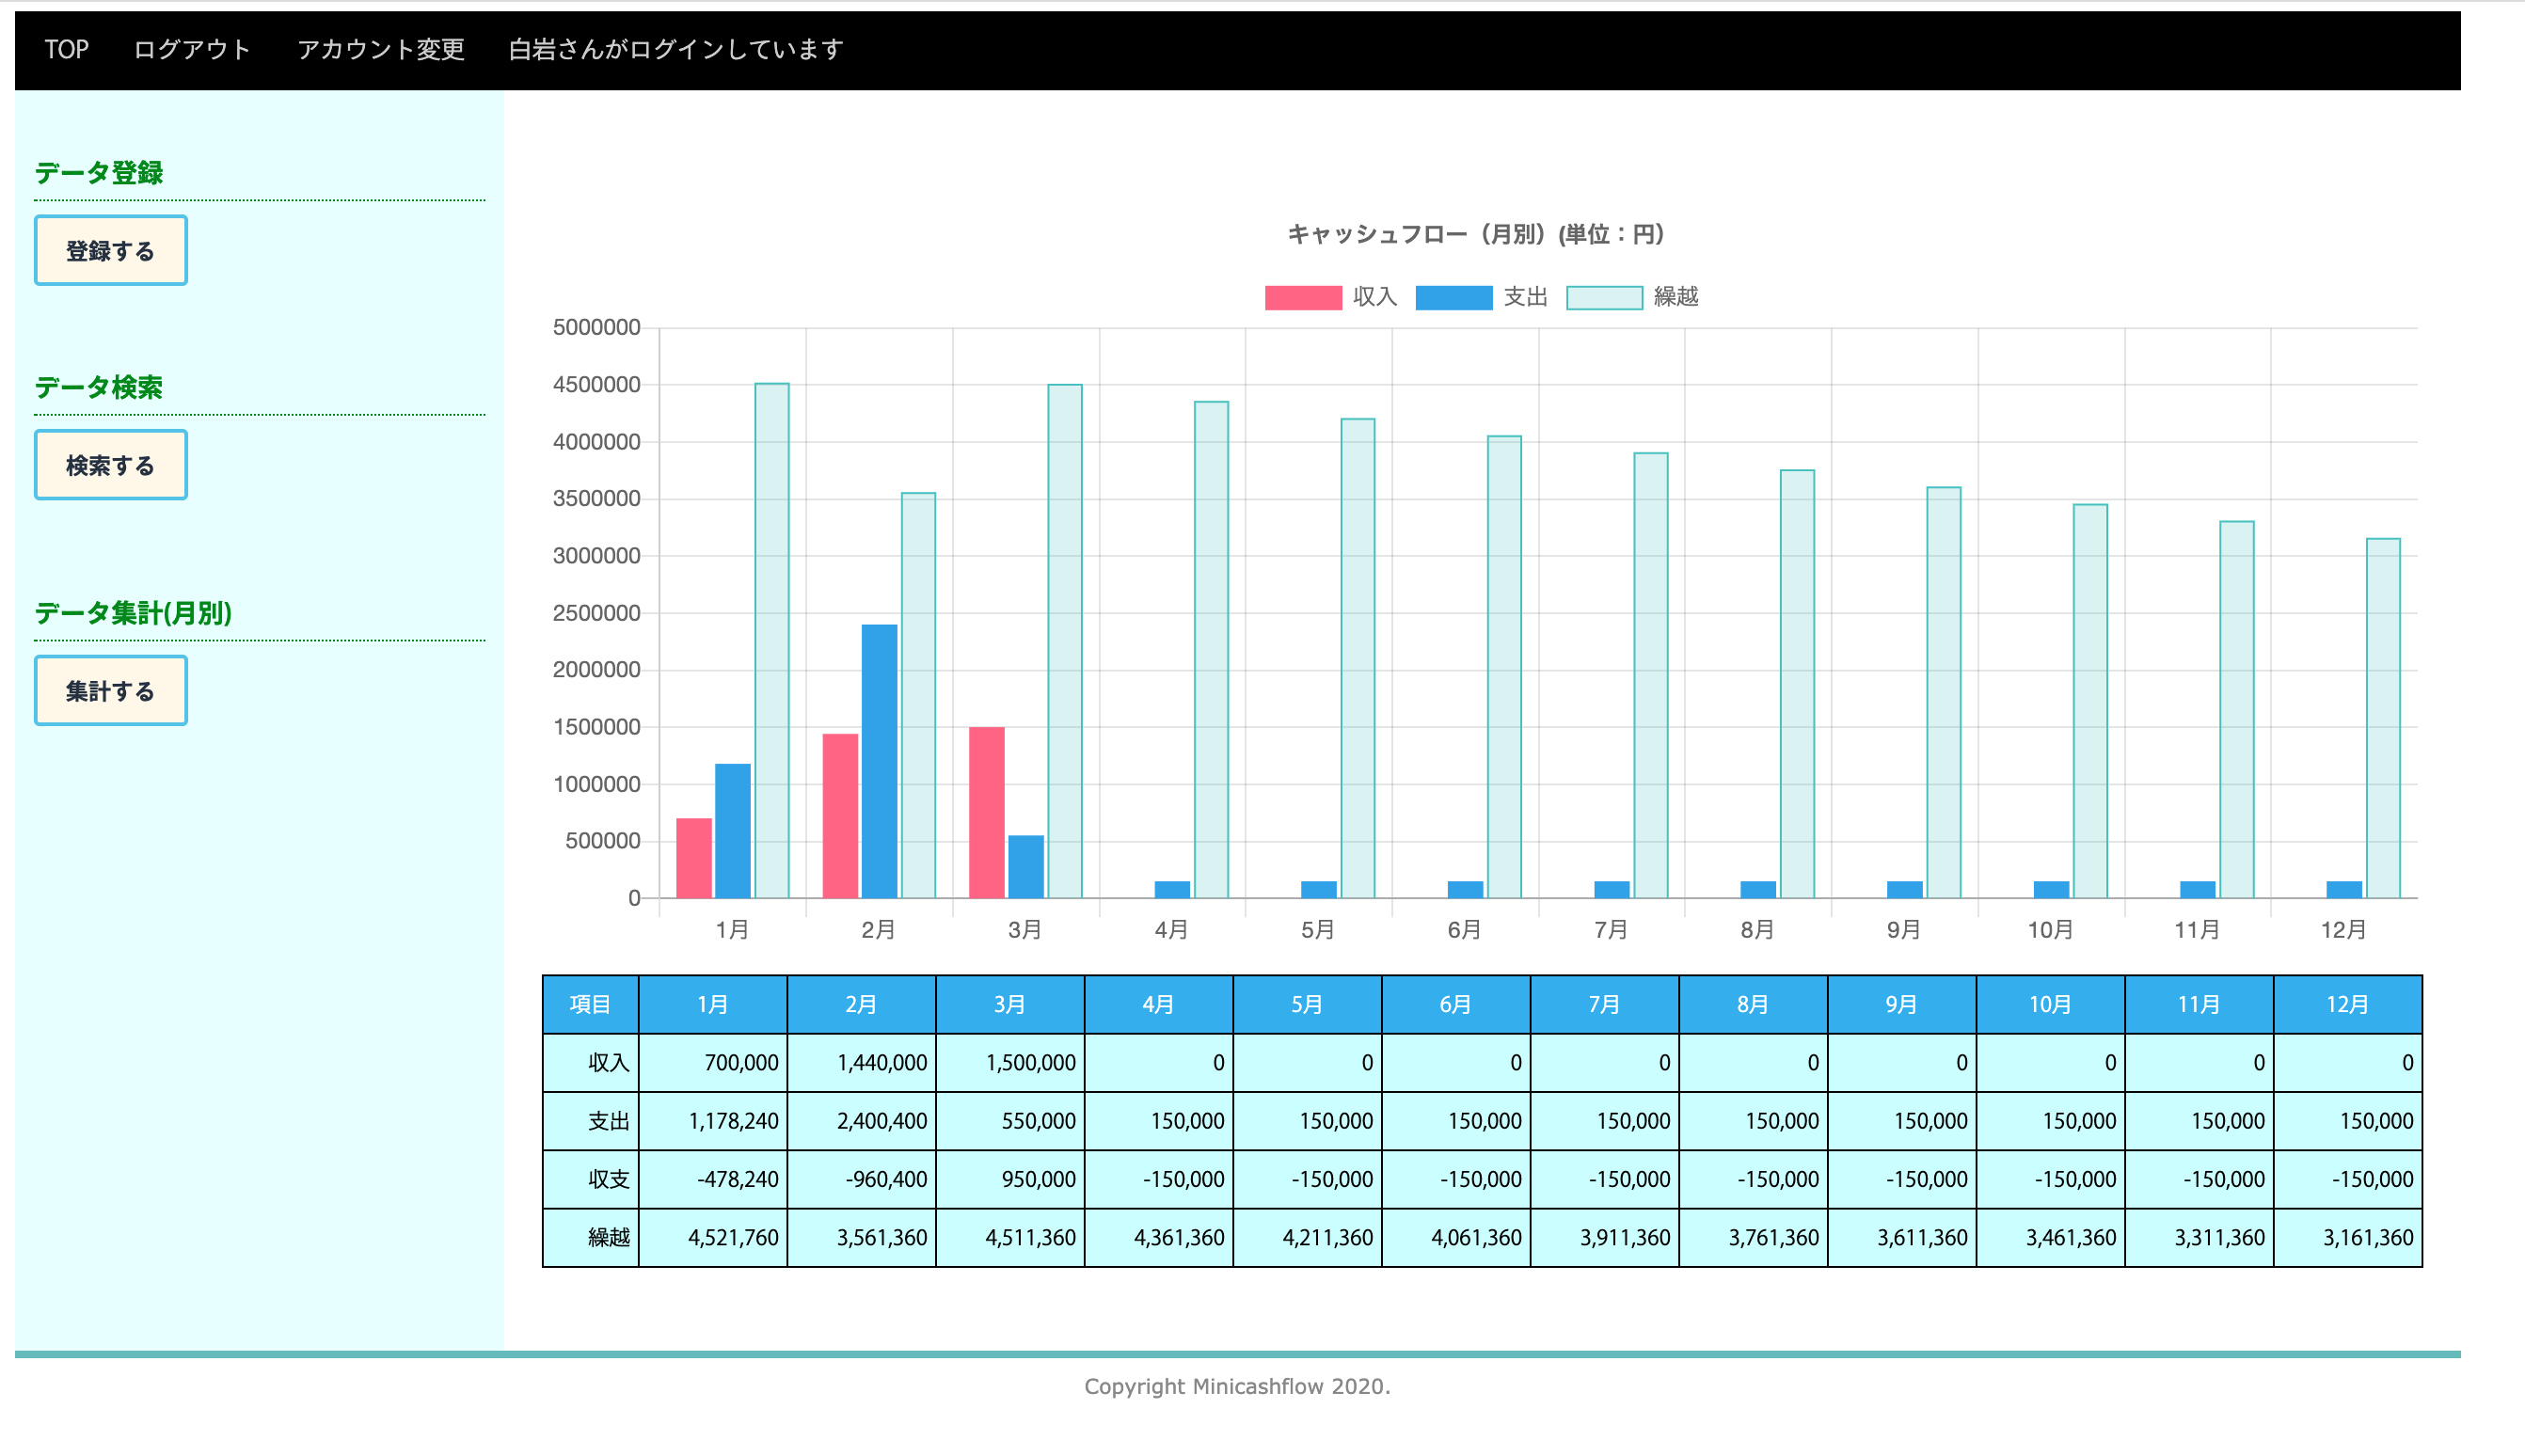 TOP ログアウト アカウント変更 白岩さんがログインしています
データ登録
登録する
データ検索
検索する
データ集計(月別)
集計する
キャッシュフロー（月別）(単位：円）
収入 支出 繰越
5000000
4500000
4000000
3500000
3000000
2500000
2000000
1500000
1000000
500000
0
1月 2月 3月 4月 5月 6月 7月 8月 9月 10月 11月 12月
項目 1月 2月 3月 4月 5月 6月 7月 8月 9月 10月 11月 12月
収入 700,000 1,440,000 1,500,000 0 0 0 0 0 0 0 0 0
支出 1,178,240 2,400,400 550,000 150,000 150,000 150,000 150,000 150,000 150,000 150,000 150,000 150,000
収支 -478,240 -960,400 950,000 -150,000 -150,000 -150,000 -150,000 -150,000 -150,000 -150,000 -150,000 -150,000
繰越 4,521,760 3,561,360 4,511,360 4,361,360 4,211,360 4,061,360 3,911,360 3,761,360 3,611,360 3,461,360 3,311,360 3,161,360
Copyright Minicashflow 2020.